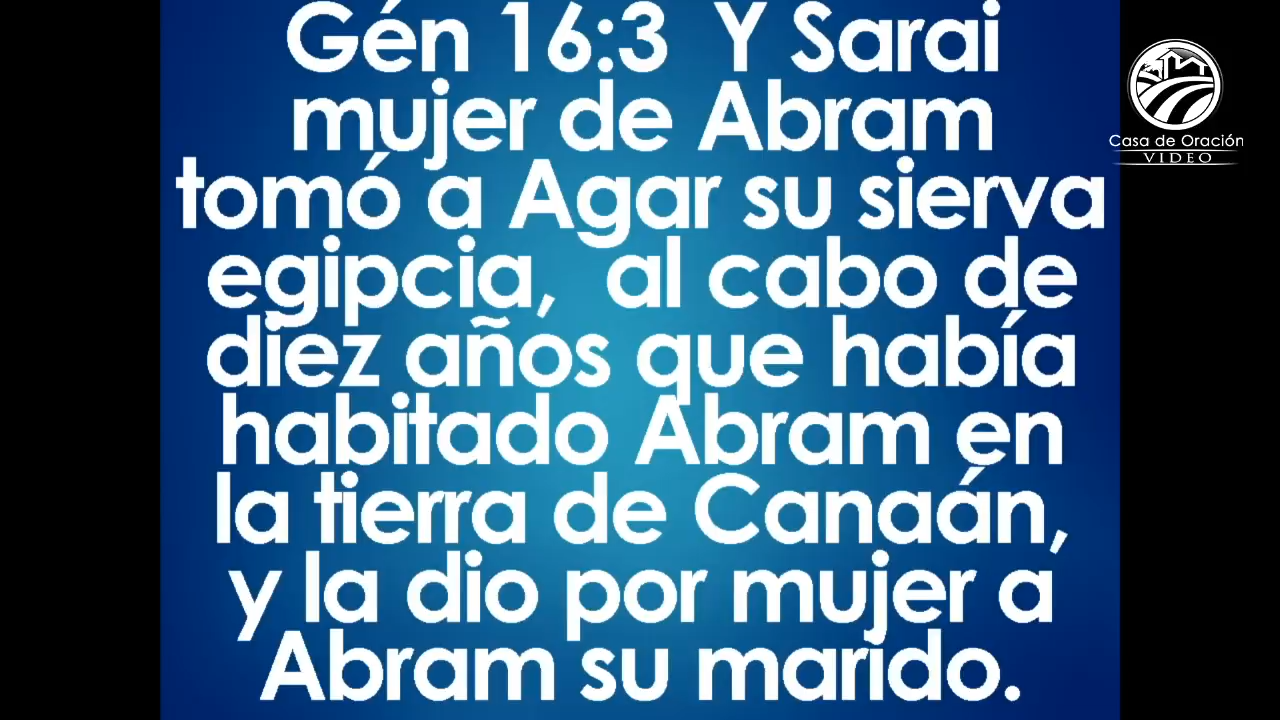 Gén 16:3  Y Sarai
mujer de Abram
tomó a Agar su sierva
egipcia,  al cabo de
diez años que había
habitado Abram en
la tierra de Canaán,
y la dio por mujer a
Abram su marido.
Casa de Oración
VIDEO